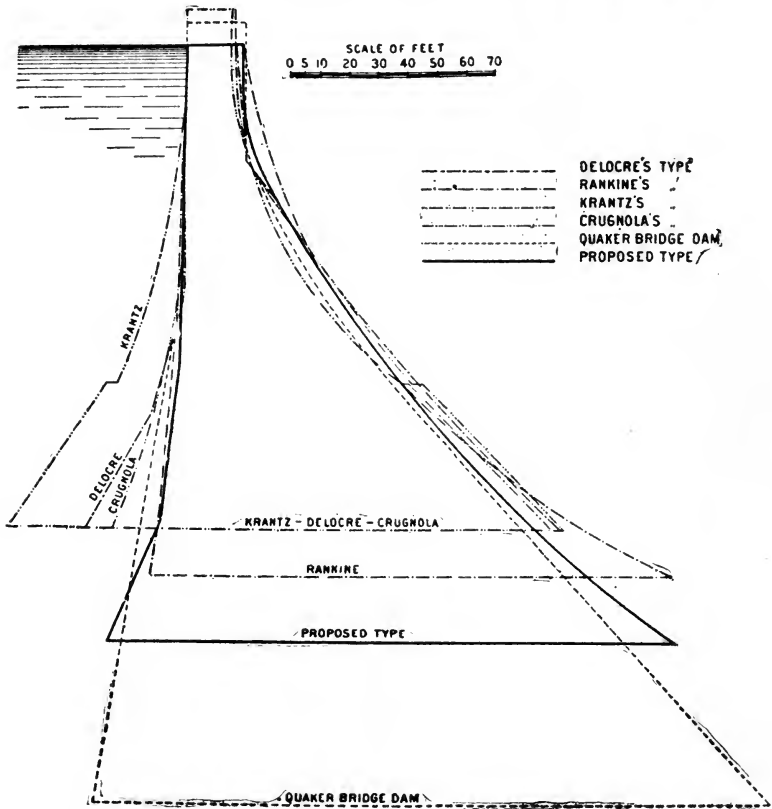 SCALE OF FEET
0 5 10 20 30 40 50 60 70
DELOCRE'S TYPE
RANKINE'S "
KRANTZ'S "
CRUGNOLA'S "
QUAKER BRIDGE DAM
PROPOSED TYPE
KRANTZ
DELOCRE
CRUGNOLA
KRANTZ - DELOCRE - CRUGNOLA
RANKINE
PROPOSED TYPE
QUAKER BRIDGE DAM